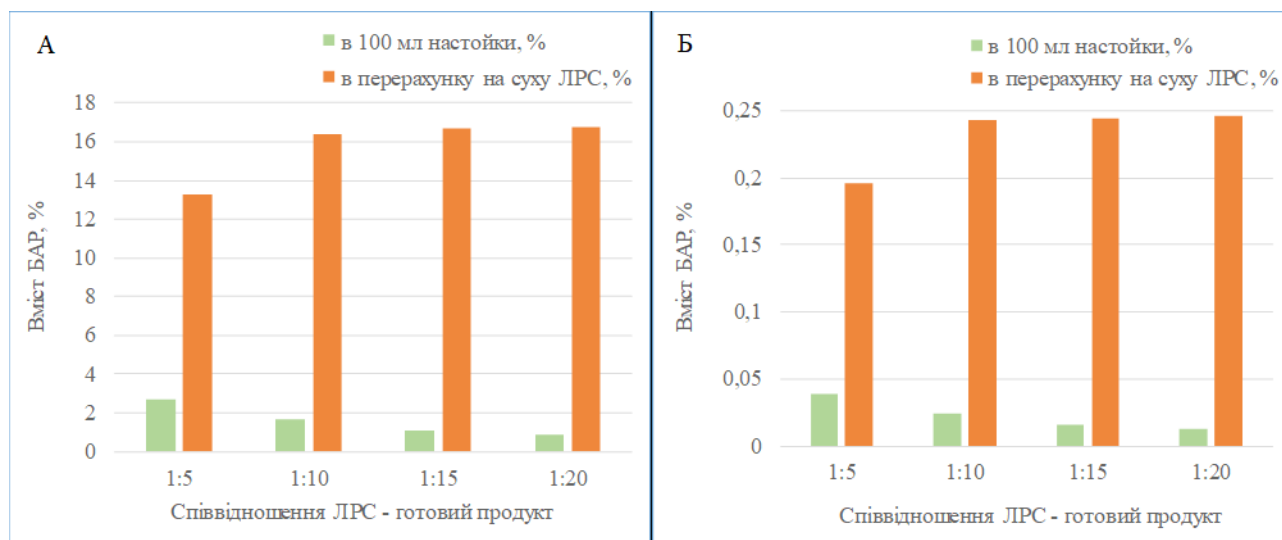 А
в 100 мл настойки, %
в перерахунку на суху ЛРС, %
18
16
14
12
10
8
6
4
2
0
Вміст БАР, %
1:5 1:10 1:15 1:20
Співвідношення ЛРС - готовий продукт
Б
в 100 мл настойки, %
в перерахунку на суху ЛРС, %
0,25
0,2
0,15
0,1
0,05
0
Вміст БАР, %
1:5 1:10 1:15 1:20
Співвідношення ЛРС - готовий продукт